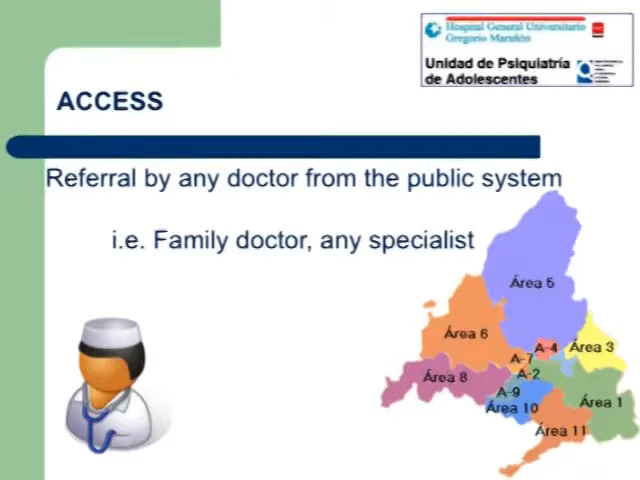 Hospital General Universitario
Gregorio Marañón
Unidad de Psiquiatría
de Adolescentes
ACCESS
Referral by any doctor from the public system
i.e. Family doctor, any specialist
Área 5
Área 6
A-4
Área 3
A-7
A-2
Área 8
A-9
Área 10
Área 1
Área 11